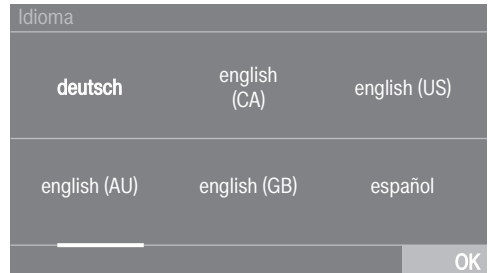 Idioma
deutsch
english
(CA)
english (US)
english (AU)
english (GB)
español
OK